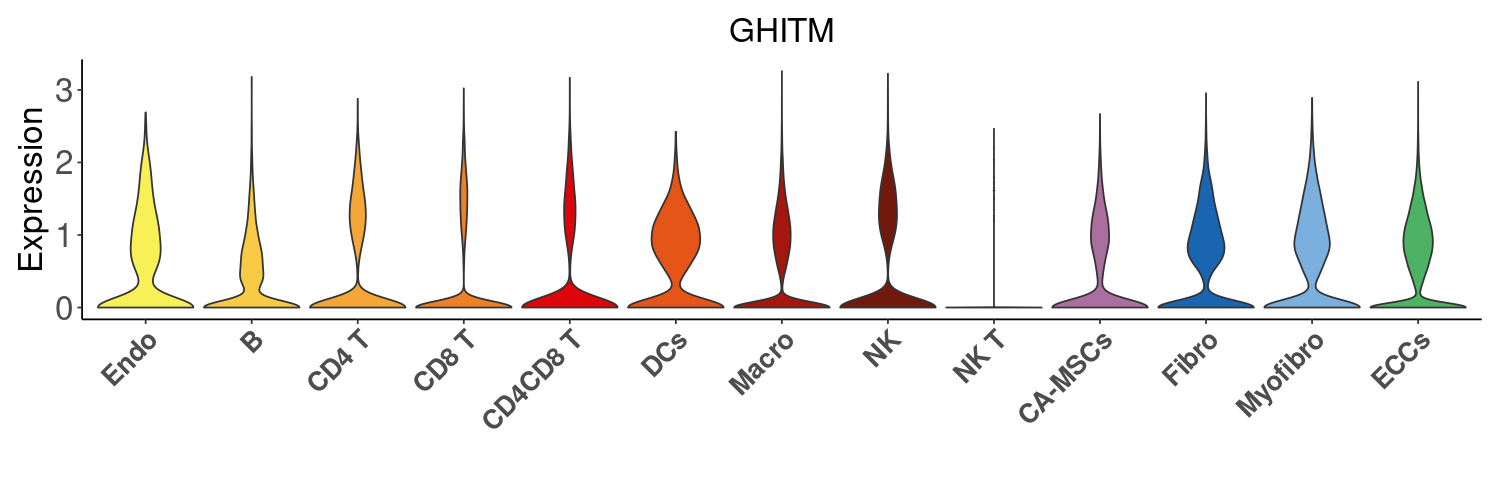 GHITM
Expression
3
2
1
0
Endo
B
CD4 T
CD8 T
CD4CD8 T
DCs
Macro
NK
NK T
CA-MSCs
Fibro
Myofibro
ECCs